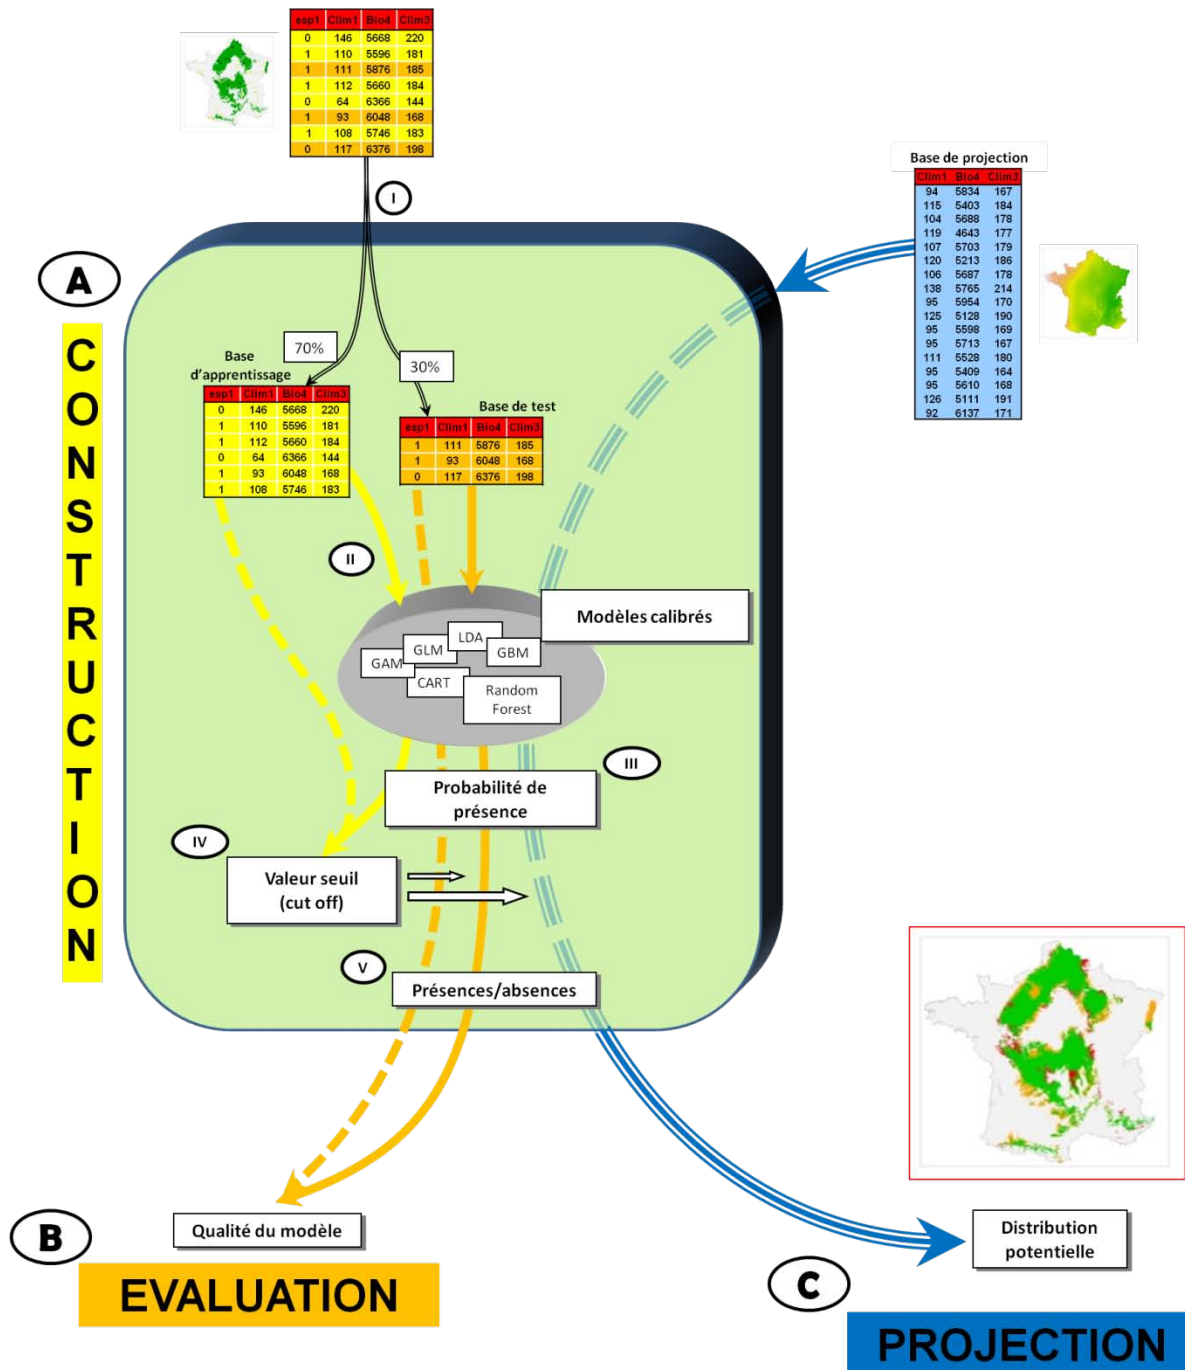 esp1 Clim1 Bio4 Clim3
0 146 5668 220
1 110 5596 181
1 111 5876 185
1 112 5660 184
0 64 6366 144
1 93 6048 168
1 108 5746 183
0 117 6376 198
I
Base de projection
Clim1 Bio4 Clim3
94 5834 167
115 5403 184
104 5688 178
119 4643 177
107 5703 179
120 5213 186
106 5687 178
138 5765 214
95 5954 170
125 5128 190
95 5598 169
95 5713 167
111 5528 180
95 5409 164
95 5610 168
126 5111 191
92 6137 171
A
CONSTRUCTION
70%
30%
Base
d'apprentissage
esp1 Clim1 Bio4 Clim3
0 146 5668 220
1 110 5596 181
1 112 5660 184
0 64 6366 144
1 93 6048 168
1 108 5746 183
Base de test
esp1 Clim1 Bio4 Clim3
1 111 5876 185
1 93 6048 168
0 117 6376 198
II
Modèles calibrés
LDA
GLM
GBM
GAM
CART
Random
Forest
III
Probabilité de
présence
IV
Valeur seuil
(cut off)
V
Présences/absences
Qualité du modèle
B
EVALUATION
Distribution
potentielle
C
PROJECTION